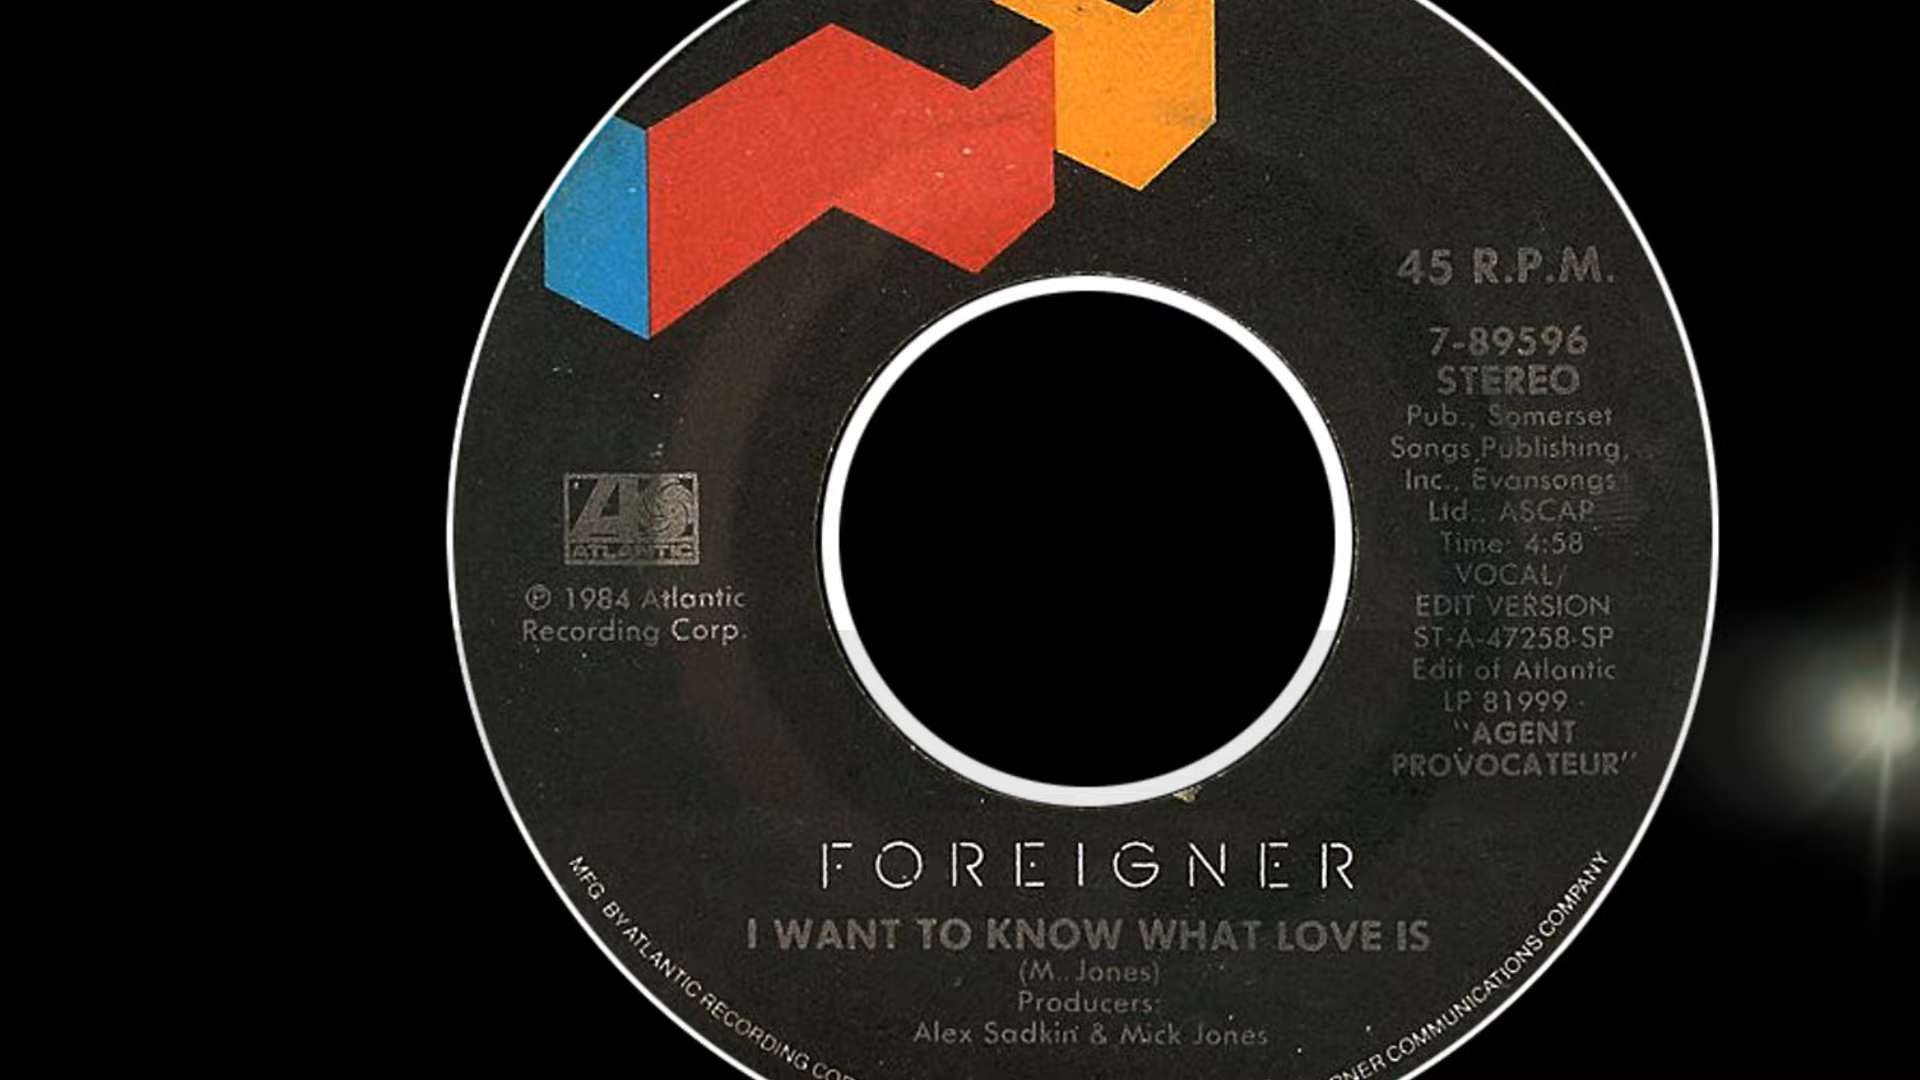 45 R.P.M.
7-89596
STEREO
Pub., Somerset
Songs Publishing,
Inc., Evansongs
Ltd., ASCAP
Time: 4:58
VOCAL/
EDIT VERSION
ST-A-47258-SP
Edit of Atlantic
LP 81999 -
"AGENT
PROVOCATEUR"
ATLANTIC
℗ 1984 Atlantic
Recording Corp.
FOREIGNER
I WANT TO KNOW WHAT LOVE IS
(M. Jones)
Producers:
Alex Sadkin & Mick Jones
MFG. BY ATLANTIC RECORDING
COMMUNICATIONS COMPANY